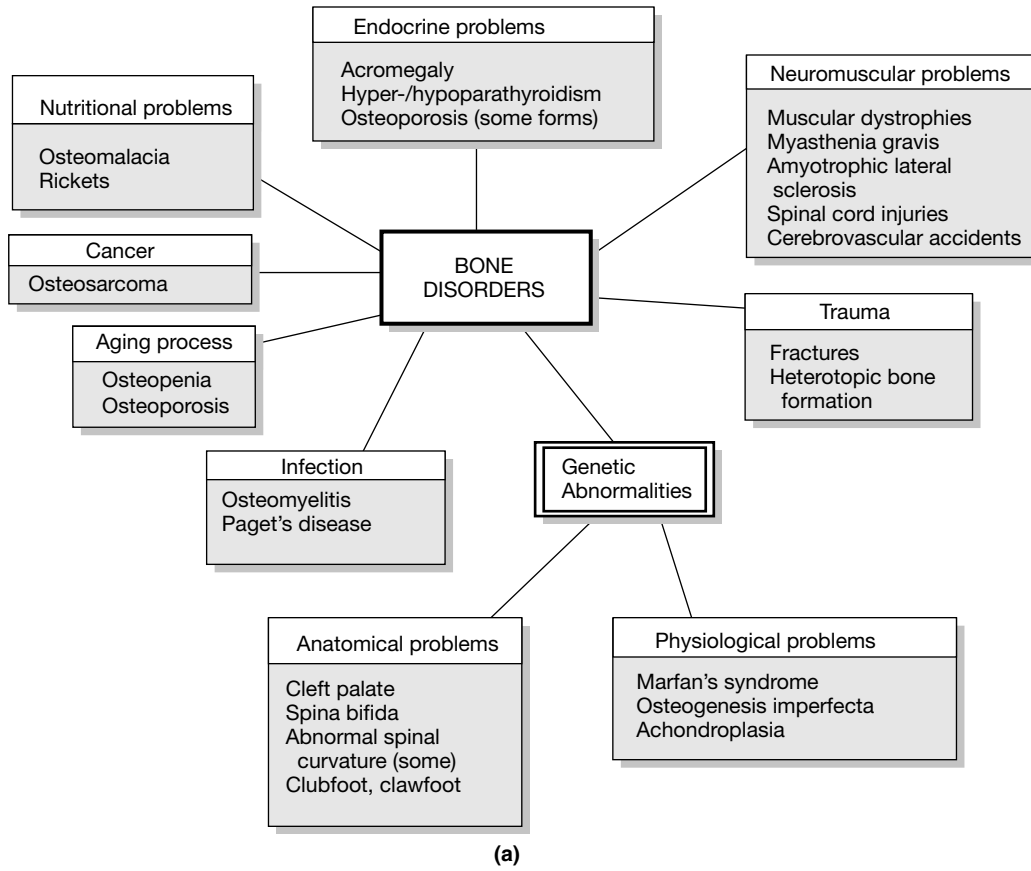 Endocrine problems
Acromegaly
Hyper-/hypoparathyroidism
Osteoporosis (some forms)
Neuromuscular problems
Muscular dystrophies
Myasthenia gravis
Amyotrophic lateral
sclerosis
Spinal cord injuries
Cerebrovascular accidents
Nutritional problems
Osteomalacia
Rickets
Cancer
Osteosarcoma
BONE
DISORDERS
Trauma
Fractures
Heterotopic bone
formation
Aging process
Osteopenia
Osteoporosis
Infection
Osteomyelitis
Paget’s disease
Genetic
Abnormalities
Anatomical problems
Cleft palate
Spina bifida
Abnormal spinal
curvature (some)
Clubfoot, clawfoot
Physiological problems
Marfan’s syndrome
Osteogenesis imperfecta
Achondroplasia
(a)